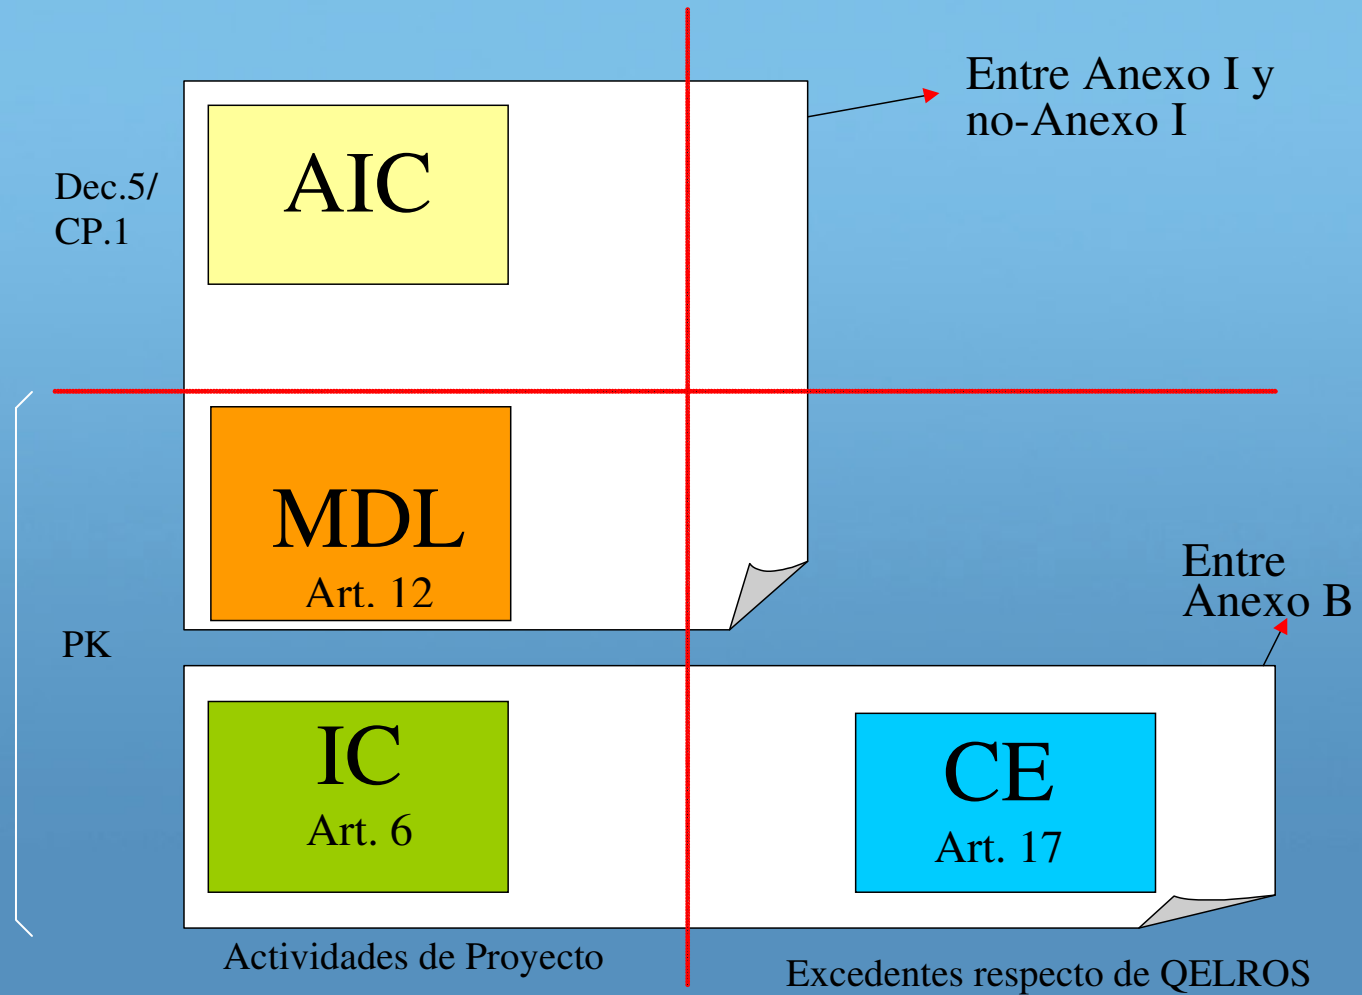 Entre Anexo I y
no-Anexo I
AIC
Dec.5/
CP.1
MDL
Art. 12
Entre
Anexo B
PK
IC
Art. 6
CE
Art. 17
Actividades de Proyecto
Excedentes respecto de QELROS